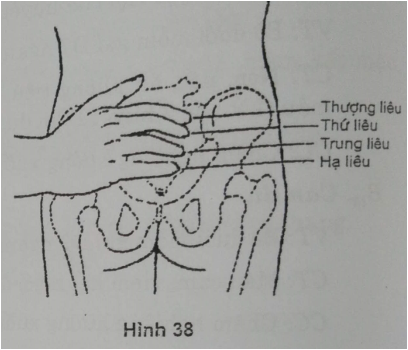 Thượng liêu
Thứ liêu
Trung liêu
Hạ liêu
Hình 38